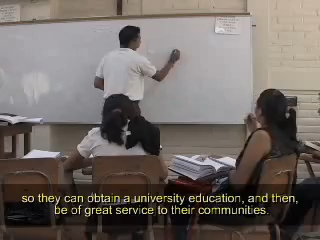 so they can obtain a university education, and then,
be of great service to their communities.